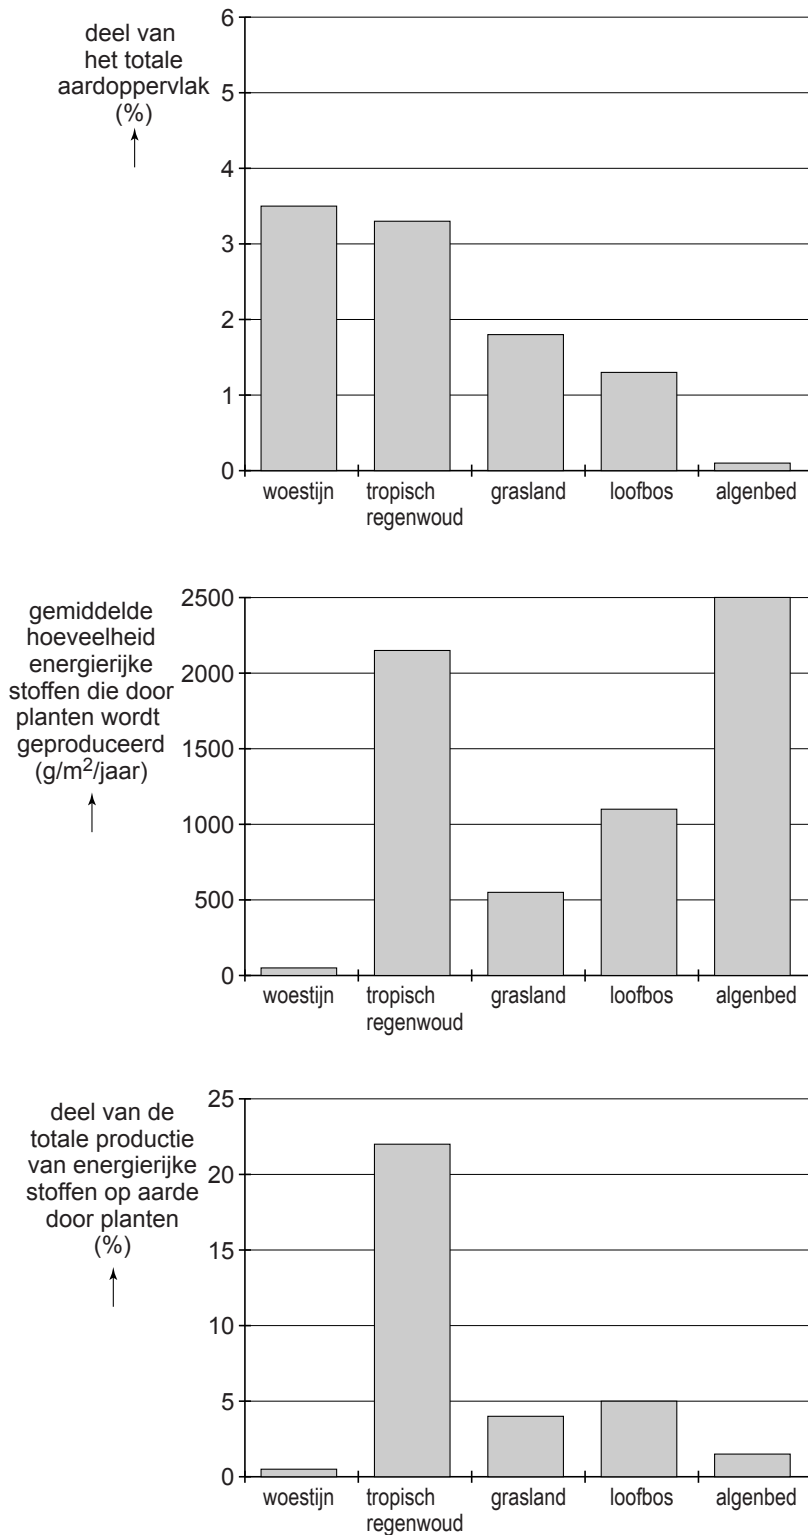 deel van
het totale
aardoppervlak
(%)
6
5
4
3
2
1
0
woestijn
tropisch
regenwoud
grasland
loofbos
algenbed
gemiddelde
hoeveelheid
energierijke
stoffen die door
planten wordt
geproduceerd
(g/m²/jaar)
2500
2000
1500
1000
500
0
woestijn
tropisch
regenwoud
grasland
loofbos
algenbed
deel van de
totale productie
van energierijke
stoffen op aarde
door planten
(%)
25
20
15
10
5
0
woestijn
tropisch
regenwoud
grasland
loofbos
algenbed